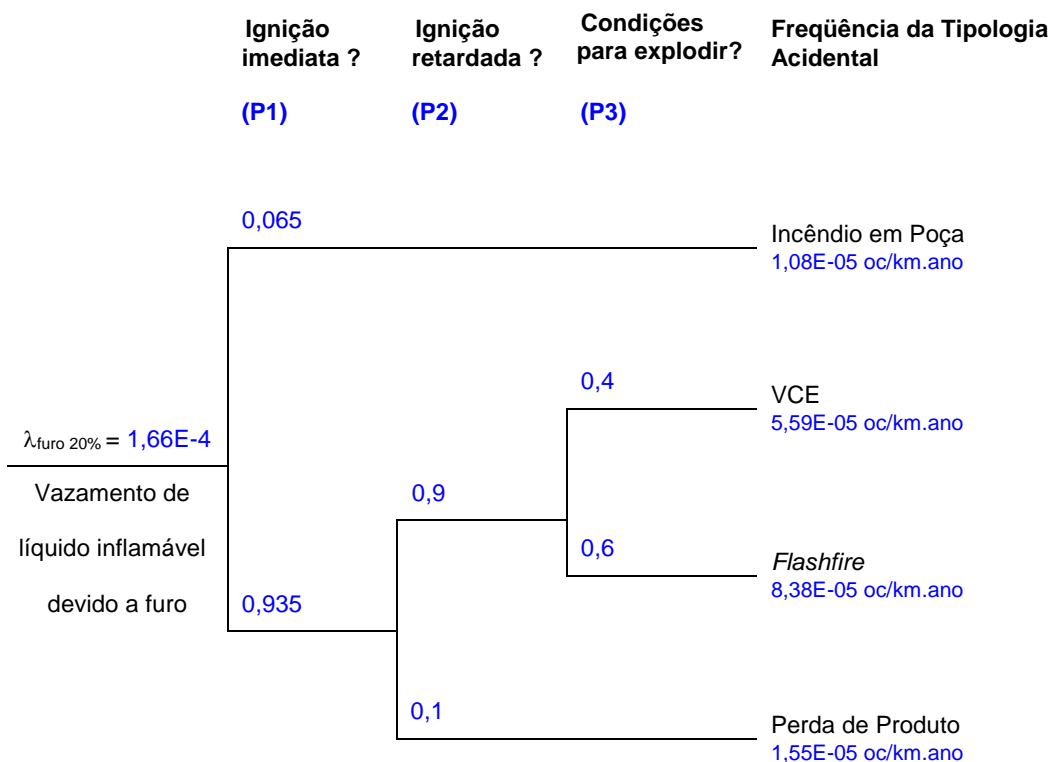 Ignição
imediata ?
(P1)
Ignição
retardada ?
(P2)
Condições
para explodir?
(P3)
Freqüência da Tipologia
Acidental
0,065
Incêndio em Poça
1,08E-05 oc/km.ano
0,4
VCE
5,59E-05 oc/km.ano
λfuro 20% = 1,66E-4
Vazamento de
líquido inflamável
devido a furo
0,9
0,6
Flashfire
8,38E-05 oc/km.ano
0,935
0,1
Perda de Produto
1,55E-05 oc/km.ano